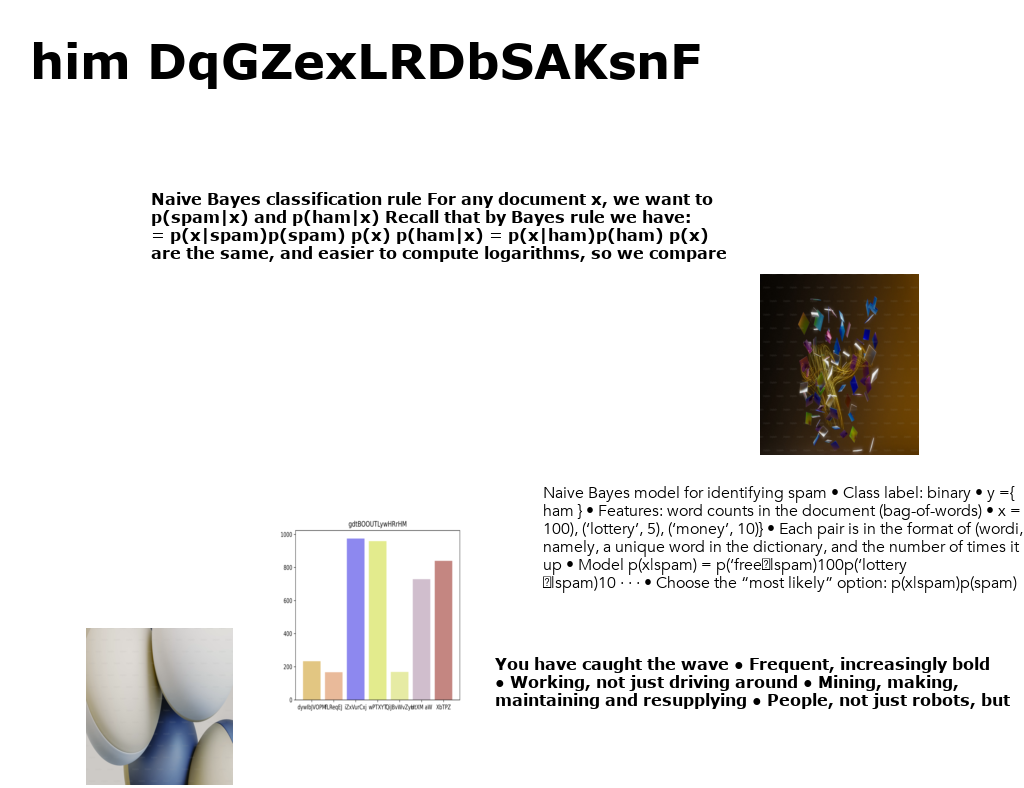 him DqGZexLRDbSAKsnF
Naive Bayes classification rule For any document x, we want to
p(spam|x) and p(ham|x) Recall that by Bayes rule we have:
= p(x|spam)p(spam) p(x) p(ham|x) = p(x|ham)p(ham) p(x)
are the same, and easier to compute logarithms, so we compare
Naive Bayes model for identifying spam • Class label: binary • y ={
ham } • Features: word counts in the document (bag-of-words) • x =
100), (‘lottery’, 5), (‘money’, 10)} • Each pair is in the format of (wordi,
namely, a unique word in the dictionary, and the number of times it
up • Model p(x|spam) = p(‘free|spam)100p(‘lottery
|spam)10 · · · • Choose the “most likely” option: p(x|spam)p(spam)
gdtBOOUTLywHRrHM
1000
800
600
400
200
0
XbTPZ
You have caught the wave ● Frequent, increasingly bold
● Working, not just driving around ● Mining, making,
maintaining and resupplying ● People, not just robots, but